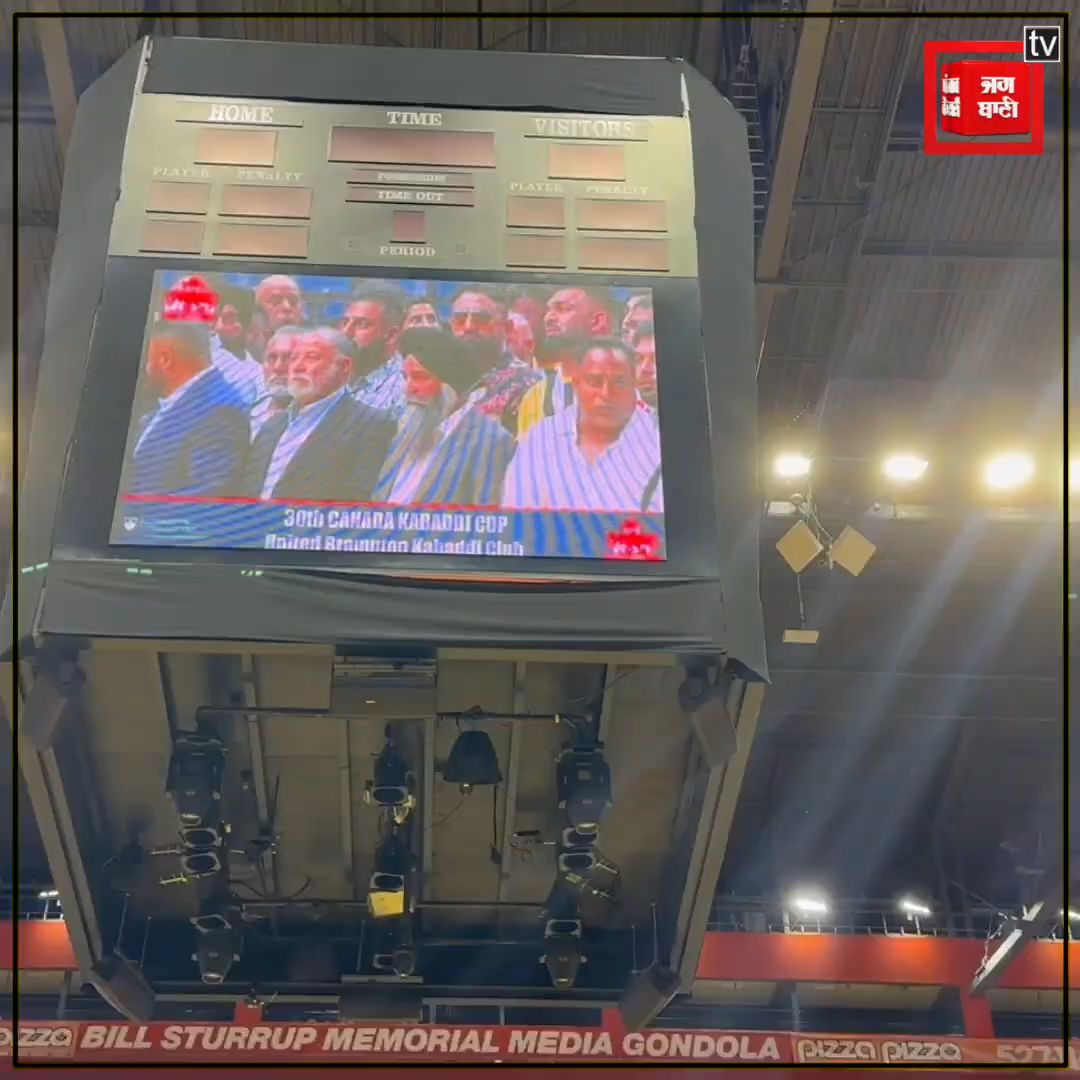 tv
ਜਗ
ਬਾਣੀ
HOME
TIME
VISITORS
PLAYER PENALTY
PLAYER PENALTY
TIME OUT
PERIOD
30th CANADA KABADDI CUP
United Brampton Kabaddi Club
pizza BILL STURRUP MEMORIAL MEDIA GONDOLA pizza pizza